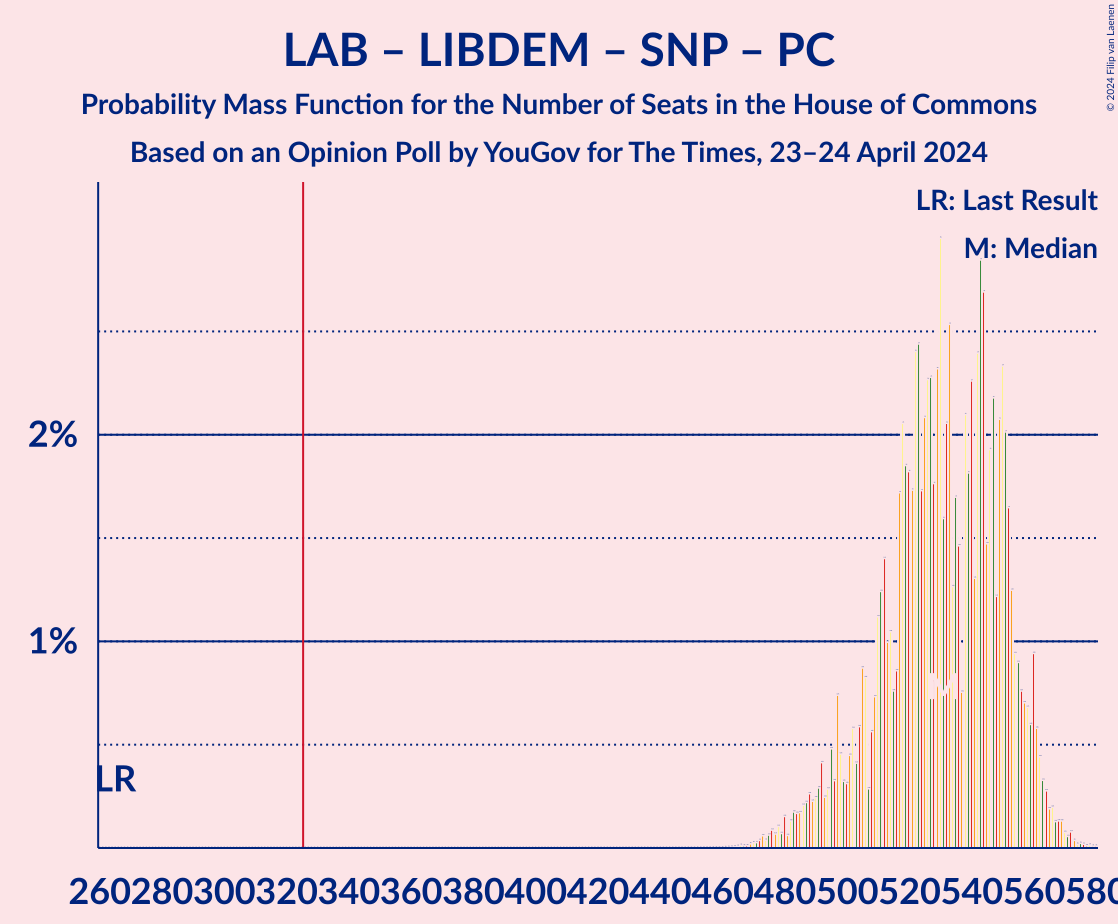 LAB – LIBDEM – SNP – PC
Probability Mass Function for the Number of Seats in the House of Commons
Based on an Opinion Poll by YouGov for The Times, 23–24 April 2024
© 2024 Filip van Laenen
LR: Last Result
M: Median
2%
1%
LR
260 280 300 320 340 360 380 400 420 440 460 480 500 520 540 560 580